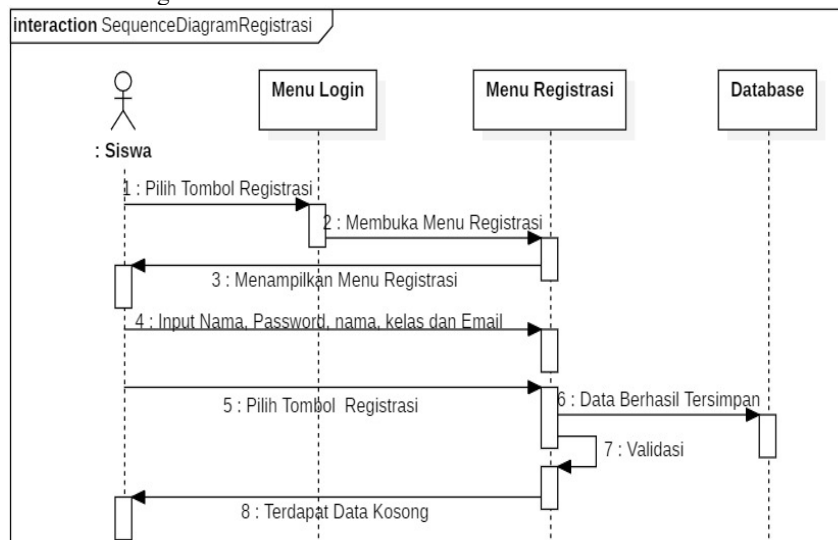 interaction SequenceDiagramRegistrasi
Menu Login
Menu Registrasi
Database
: Siswa
1 : Pilih Tombol Registrasi
2 : Membuka Menu Registrasi
3 : Menampilkan Menu Registrasi
4 : Input Nama, Password, nama, kelas dan Email
5 : Pilih Tombol Registrasi
6 : Data Berhasil Tersimpan
7 : Validasi
8 : Terdapat Data Kosong